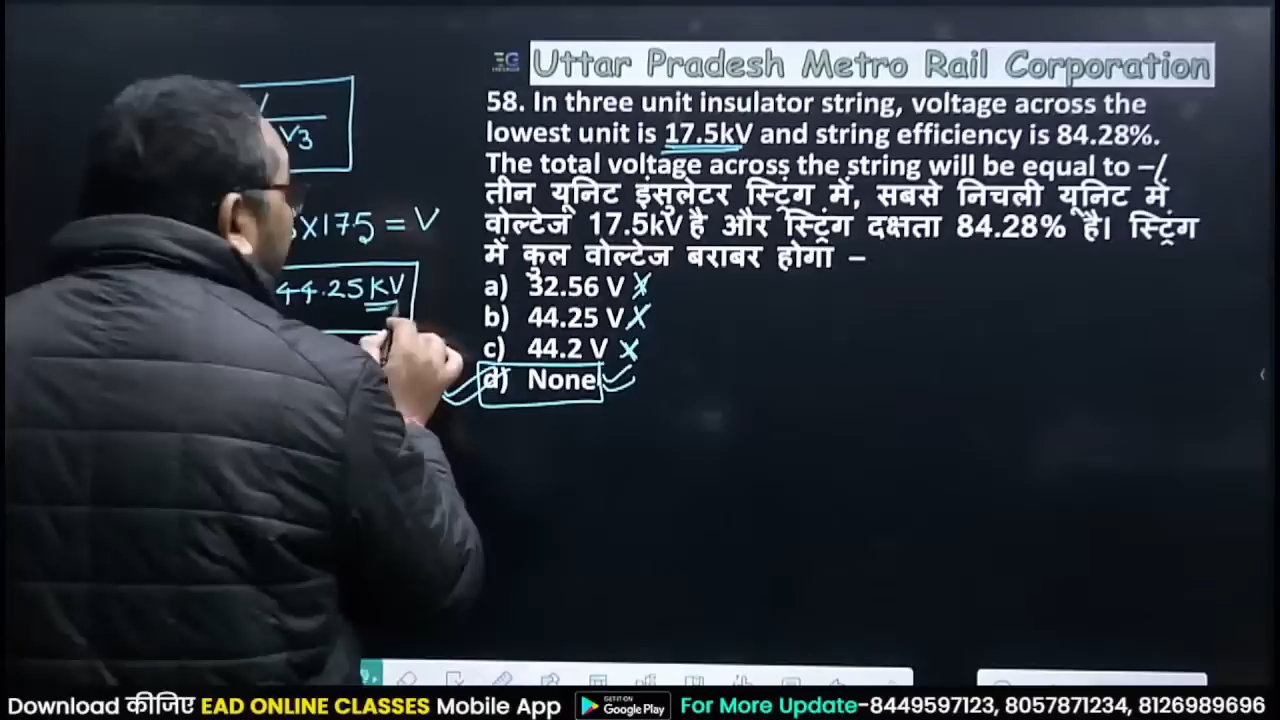 Uttar Pradesh Metro Rail Corporation
58. In three unit insulator string, voltage across the
lowest unit is 17.5kV and string efficiency is 84.28%.
The total voltage across the string will be equal to –
तीन यूनिट इंसुलेटर स्ट्रिंग में, सबसे निचली यूनिट में
वोल्टेज 17.5kV है और स्ट्रिंग दक्षता 84.28% है। स्ट्रिंग
में कुल वोल्टेज बराबर होगा –
a) 32.56 V X
b) 44.25 V X
c) 44.2 V X
d) None
V3
x175 = V
44.25 KV
Download कीजिए EAD ONLINE CLASSES Mobile App
GET IT ON
Google Play
For More Update-8449597123, 8057871234, 8126989696